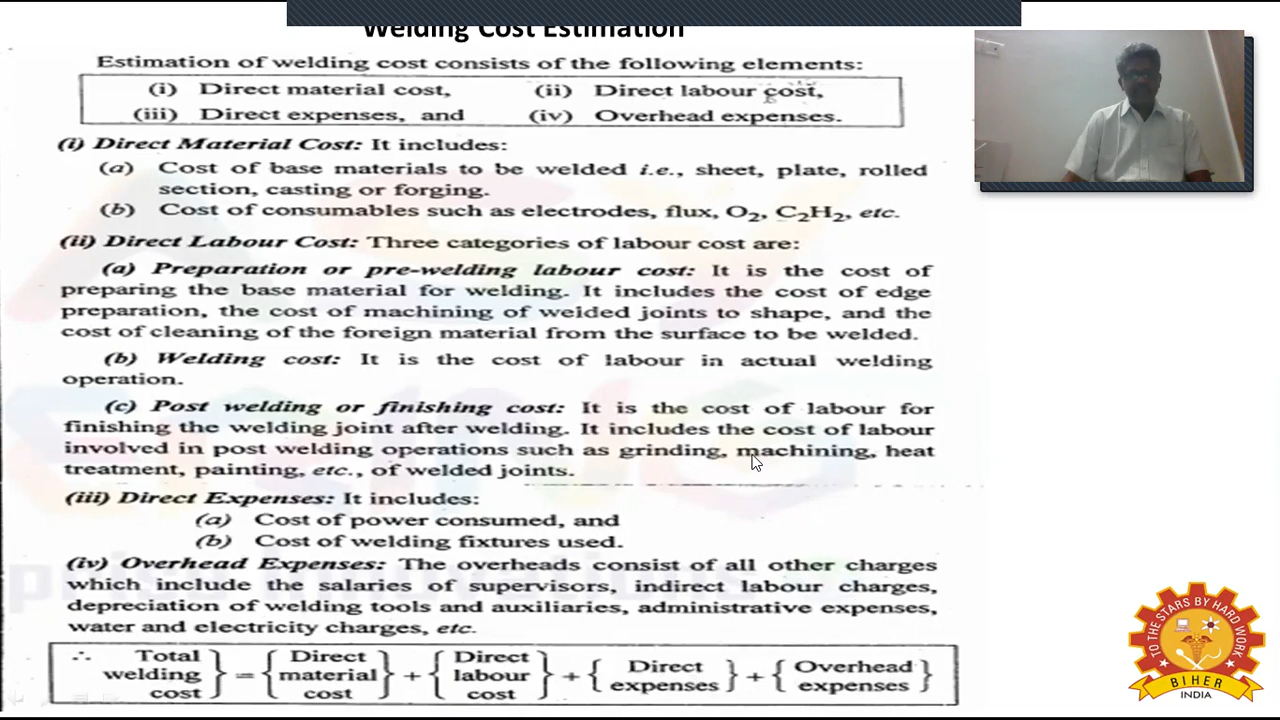 Welding Cost Estimation
Estimation of welding cost consists of the following elements:
(i) Direct material cost, (ii) Direct labour cost,
(iii) Direct expenses, and (iv) Overhead expenses.
(i) Direct Material Cost: It includes:
(a) Cost of base materials to be welded i.e., sheet, plate, rolled
section, casting or forging.
(b) Cost of consumables such as electrodes, flux, O₂, C₂H₂, etc.
(ii) Direct Labour Cost: Three categories of labour cost are:
(a) Preparation or pre-welding labour cost: It is the cost of
preparing the base material for welding. It includes the cost of edge
preparation, the cost of machining of welded joints to shape, and the
cost of cleaning of the foreign material from the surface to be welded.
(b) Welding cost: It is the cost of labour in actual welding
operation.
(c) Post welding or finishing cost: It is the cost of labour for
finishing the welding joint after welding. It includes the cost of labour
involved in post welding operations such as grinding, machining, heat
treatment, painting, etc., of welded joints.
(iii) Direct Expenses: It includes:
(a) Cost of power consumed, and
(b) Cost of welding fixtures used.
(iv) Overhead Expenses: The overheads consist of all other charges
which include the salaries of supervisors, indirect labour charges,
depreciation of welding tools and auxiliaries, administrative expenses,
water and electricity charges, etc.
∴ Total welding cost } = { Direct material cost } + { Direct labour cost } + { Direct expenses } + { Overhead expenses }
TO THE STARS BY HARD WORK
BIHER
INDIA